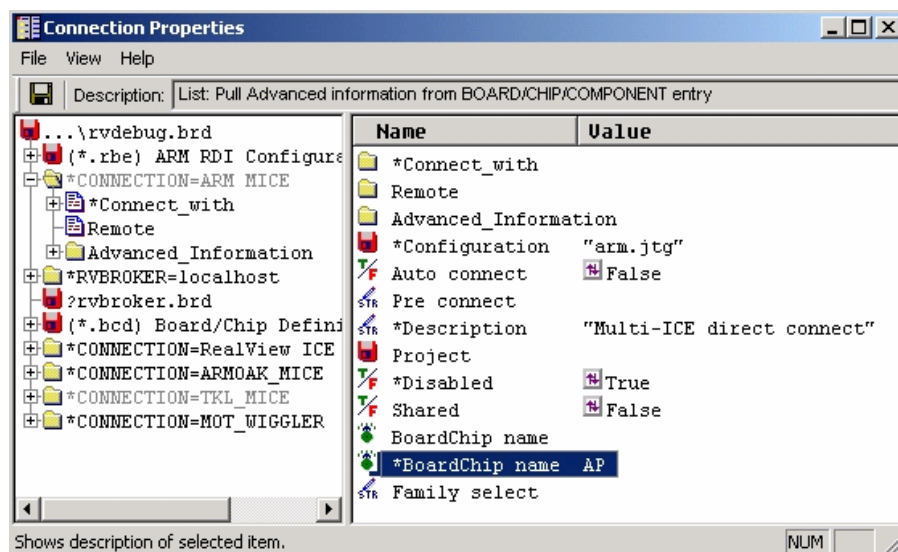 Connection Properties
File View Help
Description: List: Pull Advanced information from BOARD/CHIP/COMPONENT entry
...\rvdebug.brd
(*.rbe) ARM RDI Configura
*CONNECTION=ARM MICE
*Connect_with
Remote
Advanced_Information
*RVBROKER=localhost
?rvbroker.brd
(*.bcd) Board/Chip Defini
*CONNECTION=RealView ICE
*CONNECTION=ARMOAK_MICE
*CONNECTION=TKL_MICE
*CONNECTION=MOT_WIGGLER
Name Value
*Connect_with
Remote
Advanced_Information
*Configuration "arm.jtg"
T/F Auto connect False
STR Pre connect
STR *Description "Multi-ICE direct connect"
Project
T/F *Disabled True
T/F Shared False
BoardChip name
*BoardChip name AP
STR Family select
Shows description of selected item. NUM